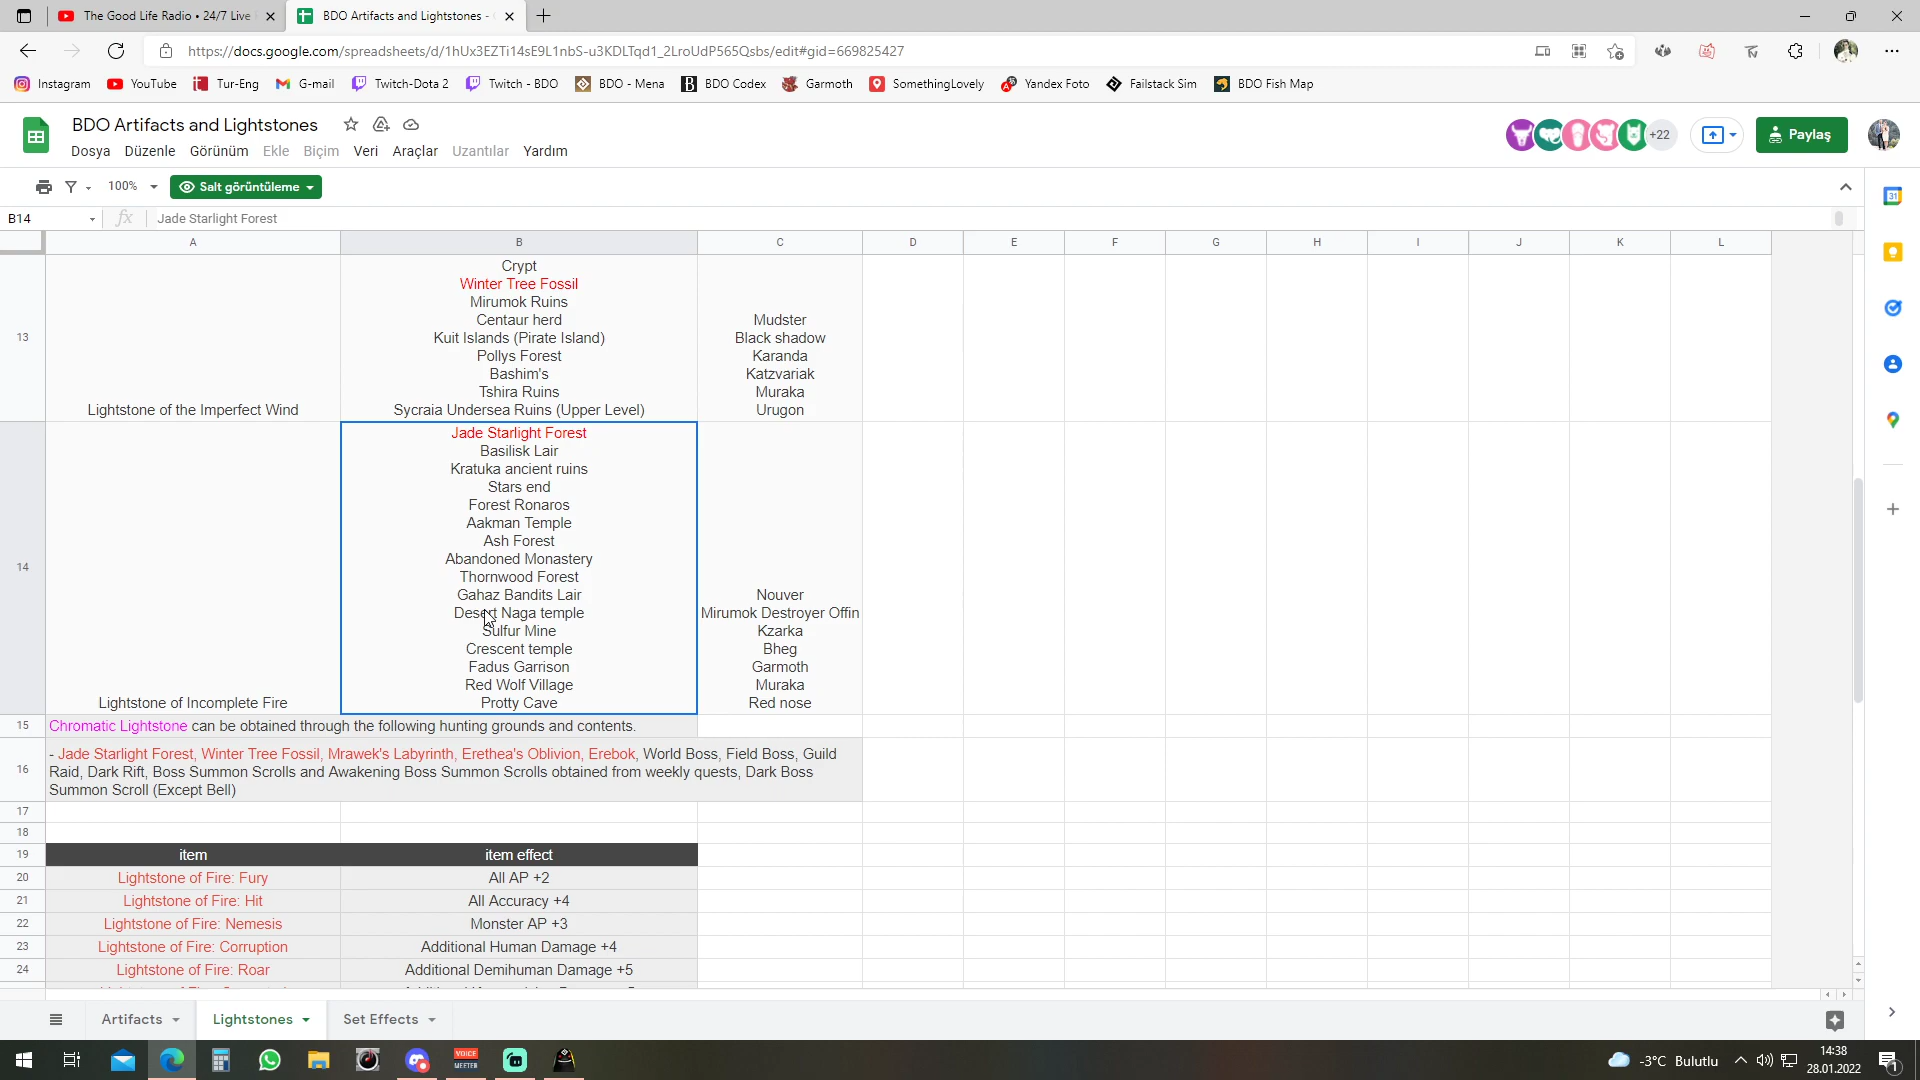 The Good Life Radio • 24/7 Live
BDO Artifacts and Lightstones -
https://docs.google.com/spreadsheets/d/1hUx3EZTi14sE9L1nbS-u3KDLTqd1_2LroUdP565Qsbs/edit#gid=669825427
Instagram YouTube Tur-Eng G-mail Twitch-Dota 2 Twitch - BDO BDO - Mena BDO Codex Garmoth SomethingLovely Yandex Foto Failstack Sim BDO Fish Map
BDO Artifacts and Lightstones
+22
Paylaş
Dosya Düzenle Görünüm Ekle Biçim Veri Araçlar Uzantılar Yardım
100% Salt görüntüleme
31
B14 fx Jade Starlight Forest
A B C D E F G H I J K L
Crypt
Winter Tree Fossil
Mirumok Ruins
Centaur herd Mudster
13 Kuit Islands (Pirate Island) Black shadow
Pollys Forest Karanda
Bashim's Katzvariak
Tshira Ruins Muraka
Lightstone of the Imperfect Wind Sycraia Undersea Ruins (Upper Level) Urugon
Jade Starlight Forest
Basilisk Lair
Kratuka ancient ruins
Stars end
Forest Ronaros
Aakman Temple
Ash Forest
Abandoned Monastery
14
Thornwood Forest
Gahaz Bandits Lair Nouver
Desert Naga temple Mirumok Destroyer Offin
Sulfur Mine Kzarka
Crescent temple Bheg
Fadus Garrison Garmoth
Red Wolf Village Muraka
Lightstone of Incomplete Fire Protty Cave Red nose
15 Chromatic Lightstone can be obtained through the following hunting grounds and contents.
- Jade Starlight Forest, Winter Tree Fossil, Mrawek's Labyrinth, Erethea's Oblivion, Erebok, World Boss, Field Boss, Guild
16 Raid, Dark Rift, Boss Summon Scrolls and Awakening Boss Summon Scrolls obtained from weekly quests, Dark Boss
Summon Scroll (Except Bell)
17
18
19 item item effect
20 Lightstone of Fire: Fury All AP +2
21 Lightstone of Fire: Hit All Accuracy +4
22 Lightstone of Fire: Nemesis Monster AP +3
23 Lightstone of Fire: Corruption Additional Human Damage +4
24 Lightstone of Fire: Roar Additional Demihuman Damage +5
Artifacts Lightstones Set Effects
VOICE
MEETER
-3°C Bulutlu
14:38
28.01.2022
1